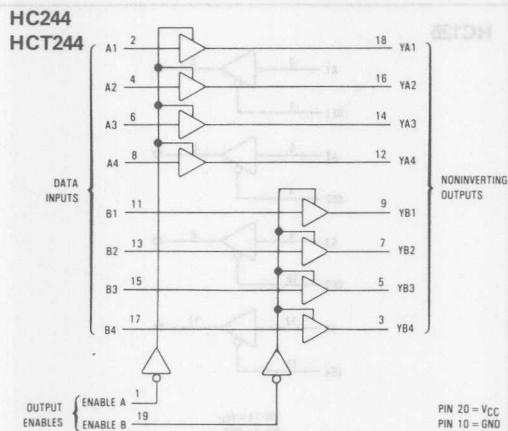 HC244
HCT244
A1 2 18 YA1
A2 4 16 YA2
A3 6 14 YA3
A4 8 12 YA4
DATA
INPUTS
NONINVERTING
OUTPUTS
B1 11 9 YB1
B2 13 7 YB2
B3 15 5 YB3
B4 17 3 YB4
OUTPUT
ENABLES
ENABLE A 1
ENABLE B 19
PIN 20 = VCC
PIN 10 = GND